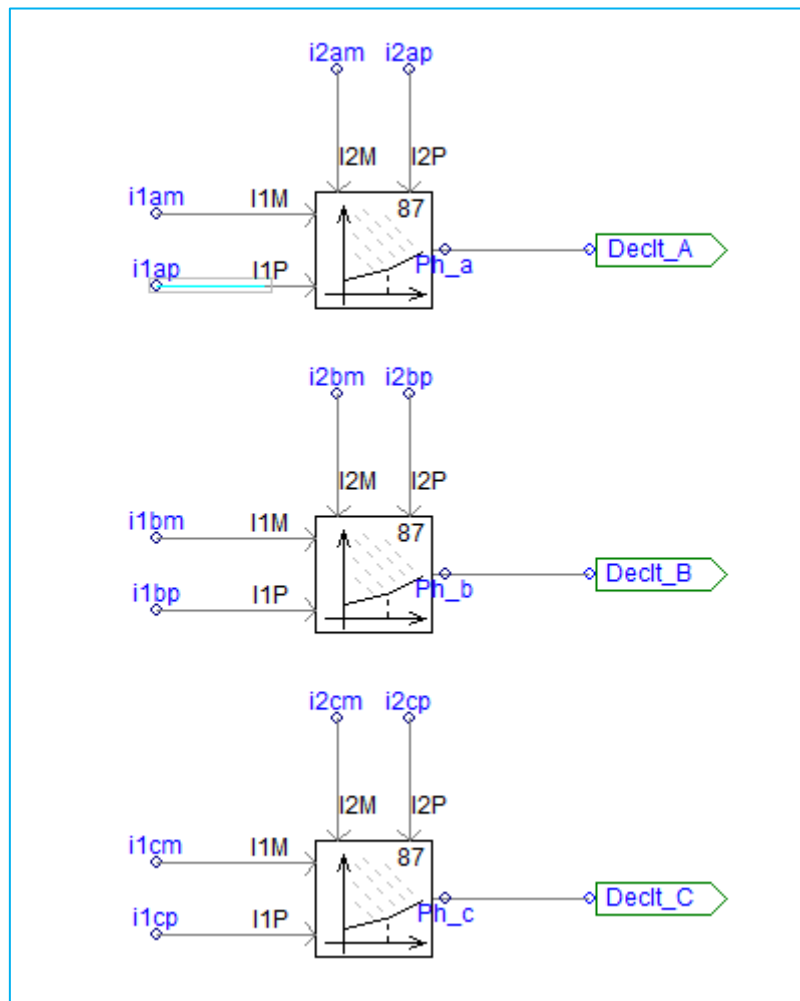 i2am i2ap
I2M I2P
i1am I1M 87
i1ap I1P Ph_a Declt_A
i2bm i2bp
I2M I2P
i1bm I1M 87
i1bp I1P Ph_b Declt_B
i2cm i2cp
I2M I2P
i1cm I1M 87
i1cp I1P Ph_c Declt_C